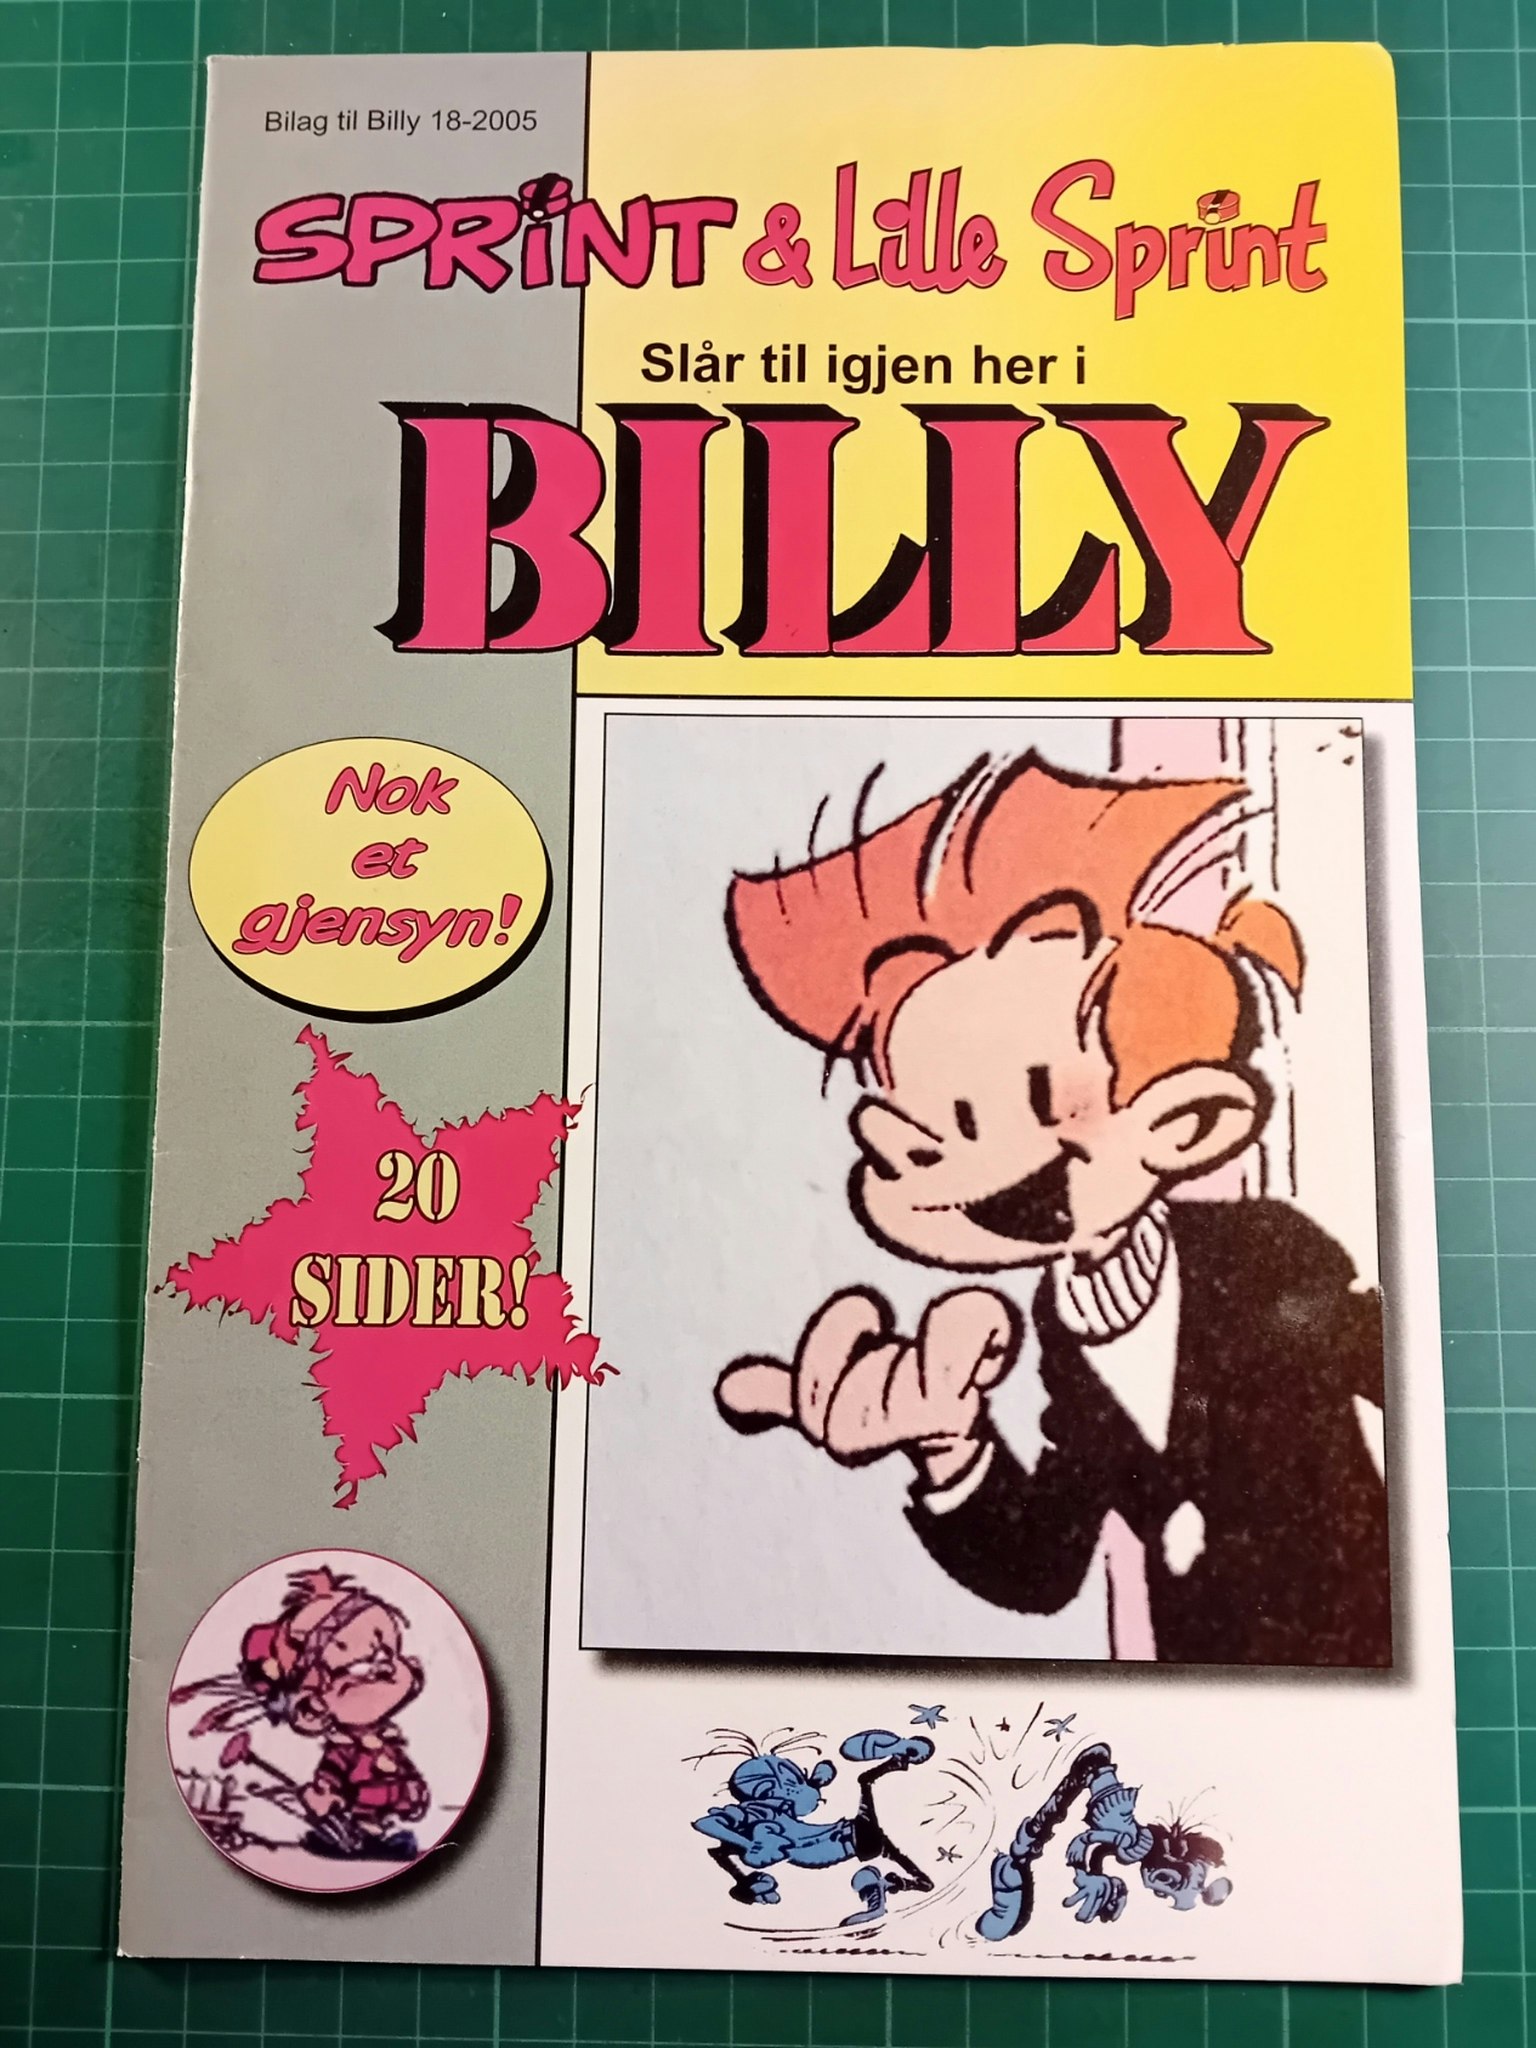 Bilag til Billy 18-2005
SPRiNT & Lille Sprint
Slår til igjen her i
BILLY
Nok
et
gjensyn!
20
SIDER!